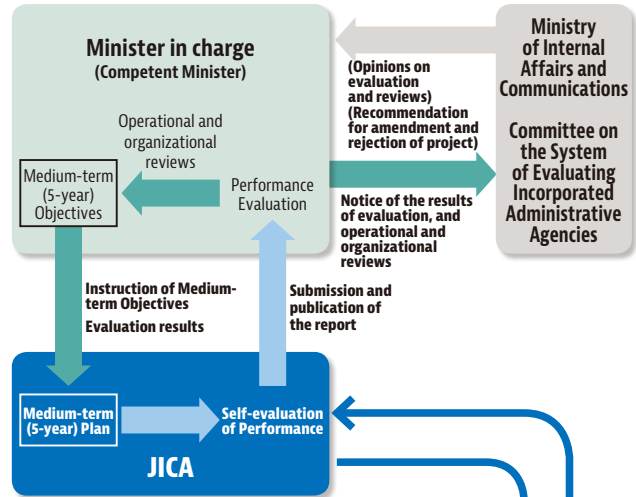 Minister in charge
(Competent Minister)
Operational and
organizational
reviews
Medium-term
(5-year)
Objectives
Performance
Evaluation
(Opinions on
evaluation
and reviews)
(Recommendation
for amendment and
rejection of project)
Notice of the results
of evaluation, and
operational and
organizational
reviews
Ministry
of Internal
Affairs and
Communications
Committee on
the System
of Evaluating
Incorporated
Administrative
Agencies
Instruction of Medium-
term Objectives
Evaluation results
Submission and
publication of
the report
Medium-term
(5-year) Plan
Self-evaluation
of Performance
JICA